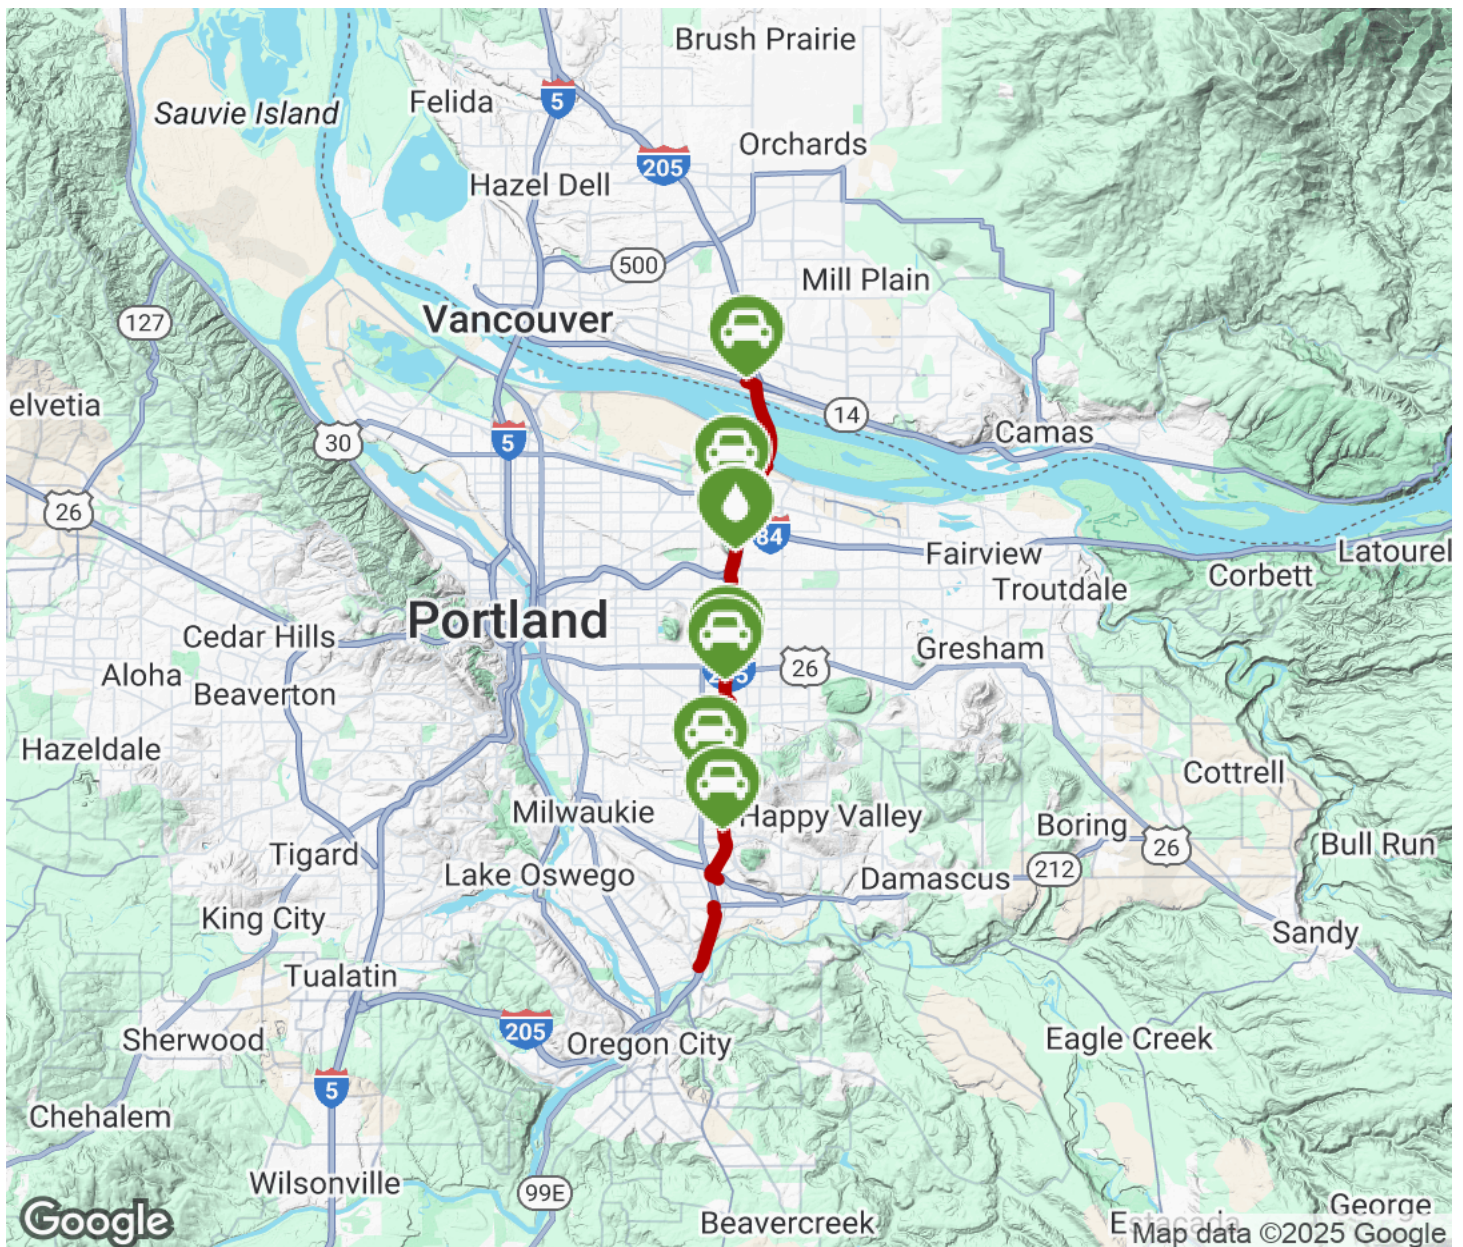 Brush Prairie
Felida
5
Sauvie Island
Orchards
205
Hazel Dell
500
Mill Plain
127
Vancouver
elvetia
14
30
5
Camas
26
84
Fairview
Latourel
Troutdale
Corbett
Portland
Cedar Hills
Gresham
Aloha
26
Beaverton
Hazeldale
Cottrell
Milwaukie
Happy Valley
Boring
26
Bull Run
Tigard
Lake Oswego
Damascus
212
King City
Sandy
Tualatin
205
Sherwood
Oregon City
Eagle Creek
5
Chehalem
Wilsonville
99E
George
Google
Beavercreek
Estacada
Map data ©2025 Google